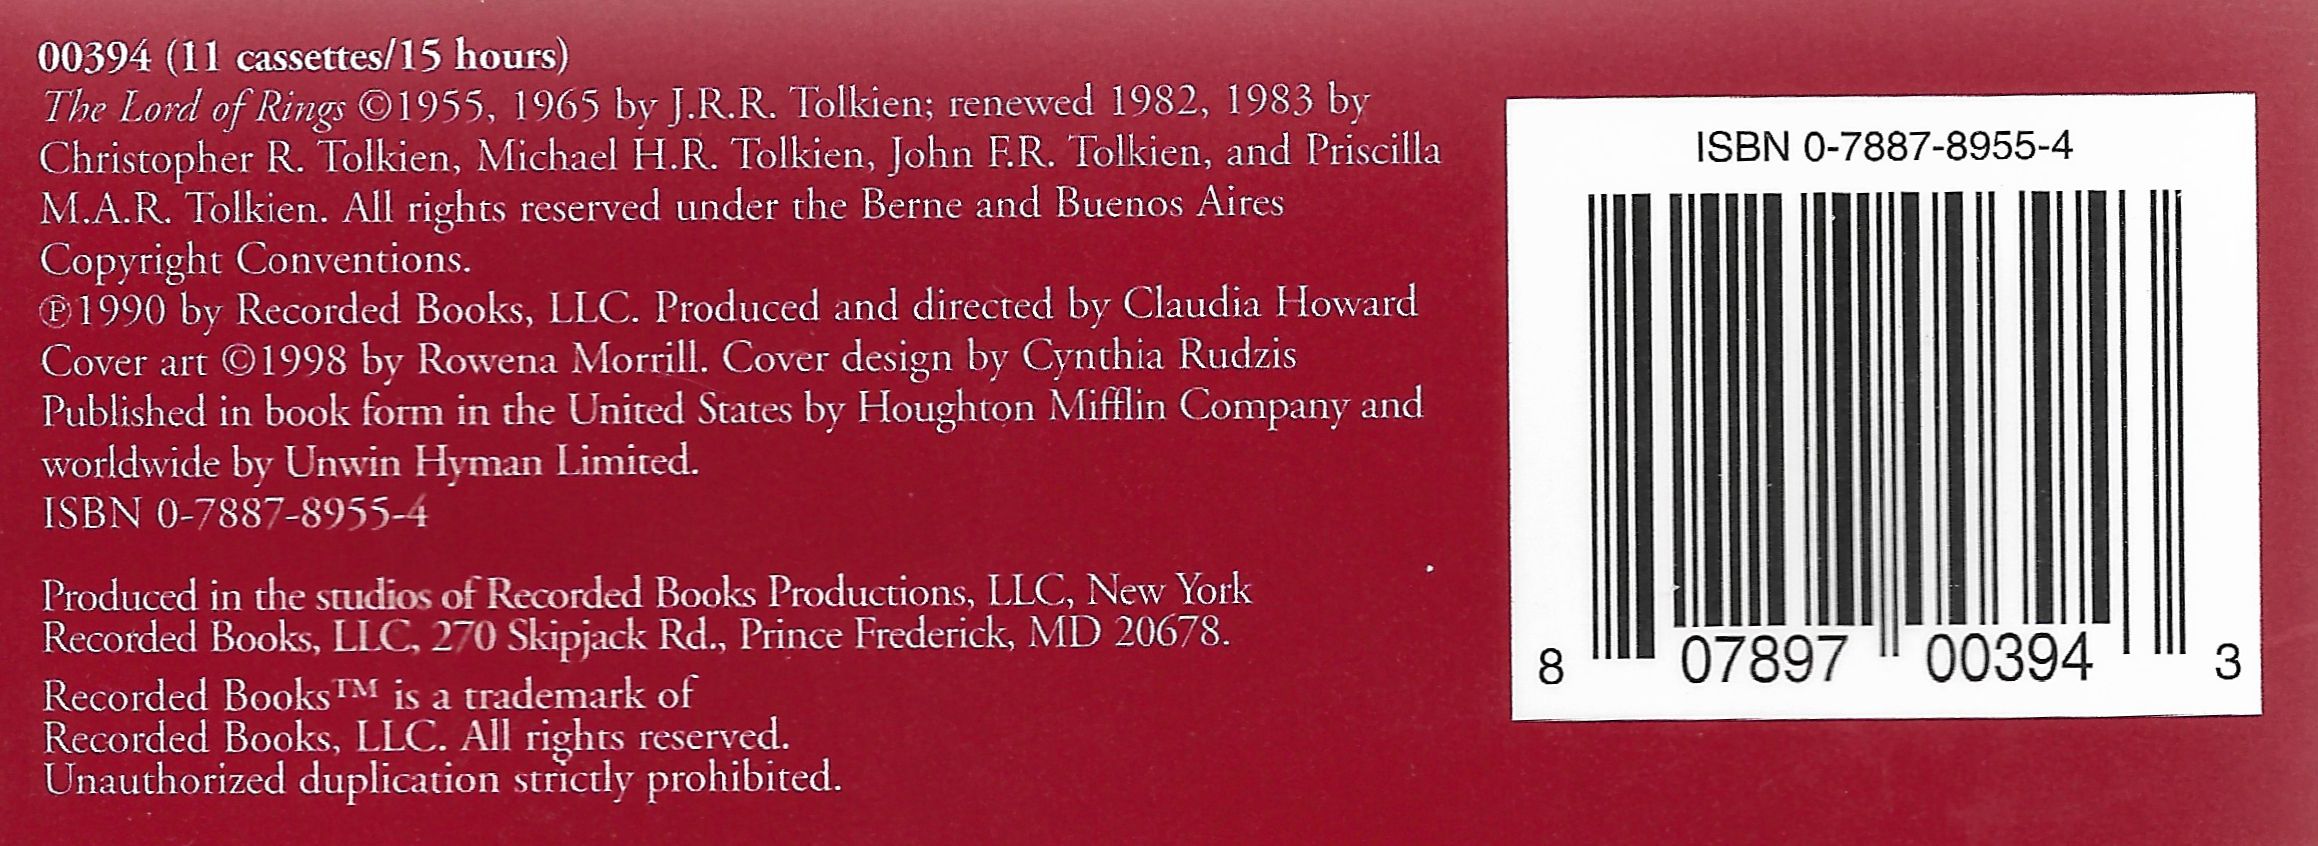 00394 (11 cassettes/15 hours)
The Lord of Rings ©1955, 1965 by J.R.R. Tolkien; renewed 1982, 1983 by
Christopher R. Tolkien, Michael H.R. Tolkien, John F.R. Tolkien, and Priscilla
M.A.R. Tolkien. All rights reserved under the Berne and Buenos Aires
Copyright Conventions.
℗1990 by Recorded Books, LLC. Produced and directed by Claudia Howard
Cover art ©1998 by Rowena Morrill. Cover design by Cynthia Rudzis
Published in book form in the United States by Houghton Mifflin Company and
worldwide by Unwin Hyman Limited.
ISBN 0-7887-8955-4
Produced in the studios of Recorded Books Productions, LLC, New York
Recorded Books, LLC, 270 Skipjack Rd., Prince Frederick, MD 20678.
Recorded Books™ is a trademark of
Recorded Books, LLC. All rights reserved.
Unauthorized duplication strictly prohibited.
ISBN 0-7887-8955-4
8 07897 00394 3